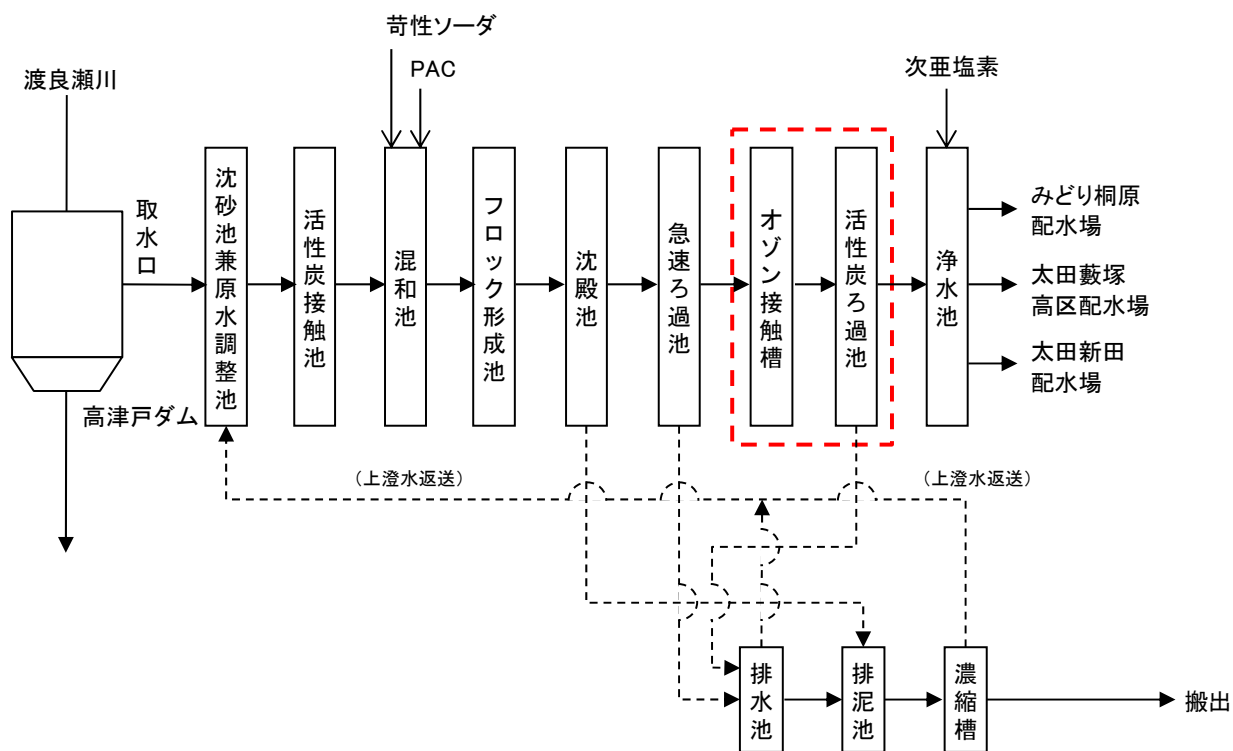 苛性ソーダ
PAC
次亜塩素
渡良瀬川
取水口
沈砂池兼原水調整池
活性炭接触池
混和池
フロック形成池
沈殿池
急速ろ過池
オゾン接触槽
活性炭ろ過池
浄水池
みどり桐原
配水場
太田藪塚
高区配水場
太田新田
配水場
高津戸ダム
（上澄水返送）
（上澄水返送）
排水池
排泥池
濃縮槽
搬出